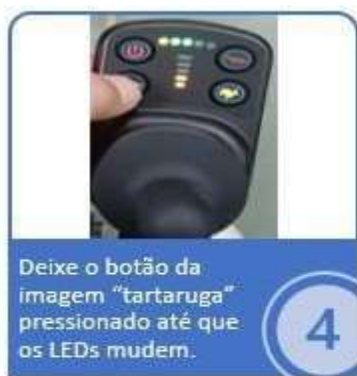 Deixe o botão da
imagem “tartaruga”
pressionado até que
os LEDs mudem.
4